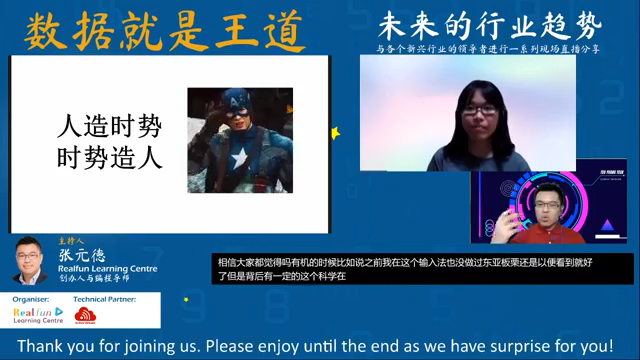 数据就是王道
未来的行业趋势
与各个新兴行业的领导者进行一系列现场直播分享
人造时势
时势造人
主持人
张元德
Realfun Learning Centre
创办人与编程导师
Organiser:
Technical Partner:
Realfun
Learning Centre
相信大家都觉得吗有机的时候比如说之前我在这个输入法也没做过东亚板栗还是以便看到就好
了但是背后有一定的这个科学在
Thank you for joining us. Please enjoy until the end as we have surprise for you!